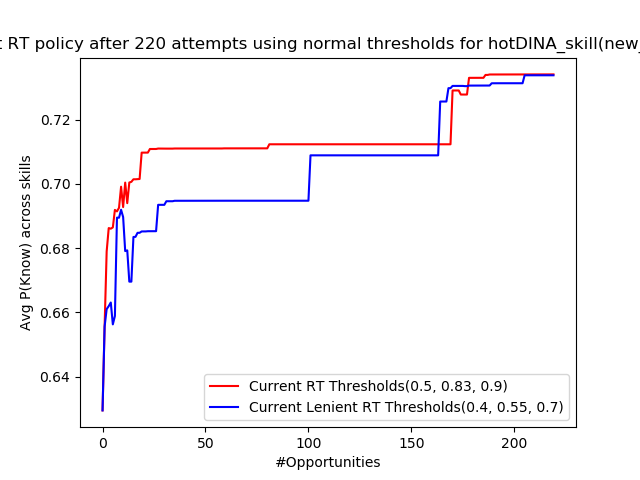 RT policy after 220 attempts using normal thresholds for hotDINA_skill(new_
Avg P(Know) across skills
0.72
0.70
0.68
0.66
0.64
Current RT Thresholds(0.5, 0.83, 0.9)
Current Lenient RT Thresholds(0.4, 0.55, 0.7)
0
50
100
150
200
#Opportunities